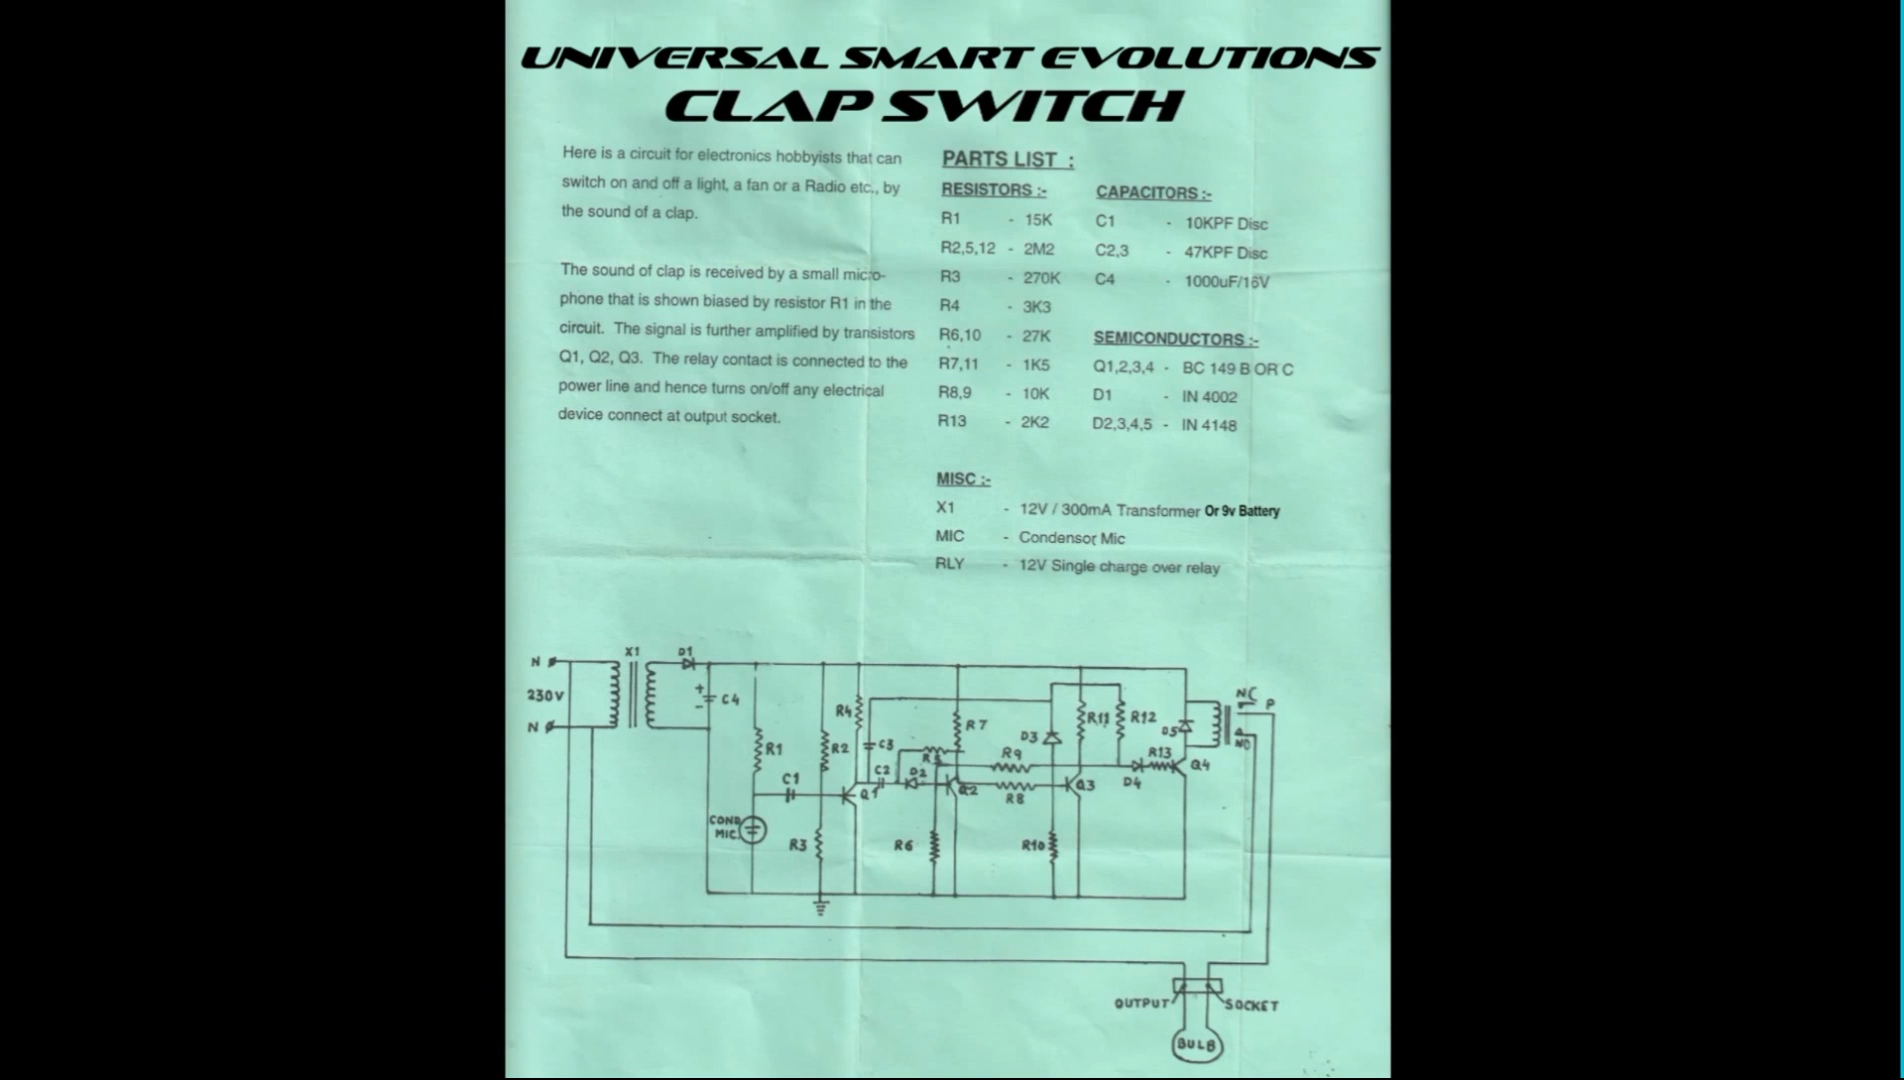 UNIVERSAL SMART EVOLUTIONS
CLAP SWITCH
Here is a circuit for electronics hobbyists that can
switch on and off a light, a fan or a Radio etc., by
the sound of a clap.
The sound of clap is received by a small micro-
phone that is shown biased by resistor R1 in the
circuit. The signal is further amplified by transistors
Q1, Q2, Q3. The relay contact is connected to the
power line and hence turns on/off any electrical
device connect at output socket.
PARTS LIST :
RESISTORS :-
R1 - 15K
R2,5,12 - 2M2
R3 - 270K
R4 - 3K3
R6,10 - 27K
R7,11 - 1K5
R8,9 - 10K
R13 - 2K2
CAPACITORS :-
C1 - 10KPF Disc
C2,3 - 47KPF Disc
C4 - 1000uF/16V
SEMICONDUCTORS :-
Q1,2,3,4 - BC 149 B OR C
D1 - IN 4002
D2,3,4,5 - IN 4148
MISC :-
X1 - 12V / 300mA Transformer Or 9v Battery
MIC - Condensor Mic
RLY - 12V Single charge over relay
N
X1
D1
230V
N
+
-
C4
R1
C1
COND
MIC.
R2
R3
R4
Q1
C3
C2
D2
R6
R7
Q2
R9
R8
D3
R10
R11
R12
Q3
D4
R13
D5
Q4
NC
P
NO
OUTPUT
SOCKET
BULB